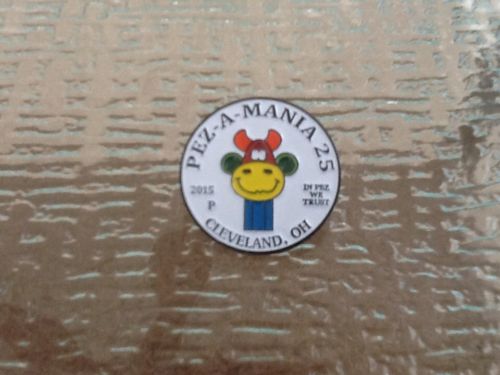 PEZ-A-MANIA 25
2015
P
IN PEZ
WE
TRUST
CLEVELAND, OH